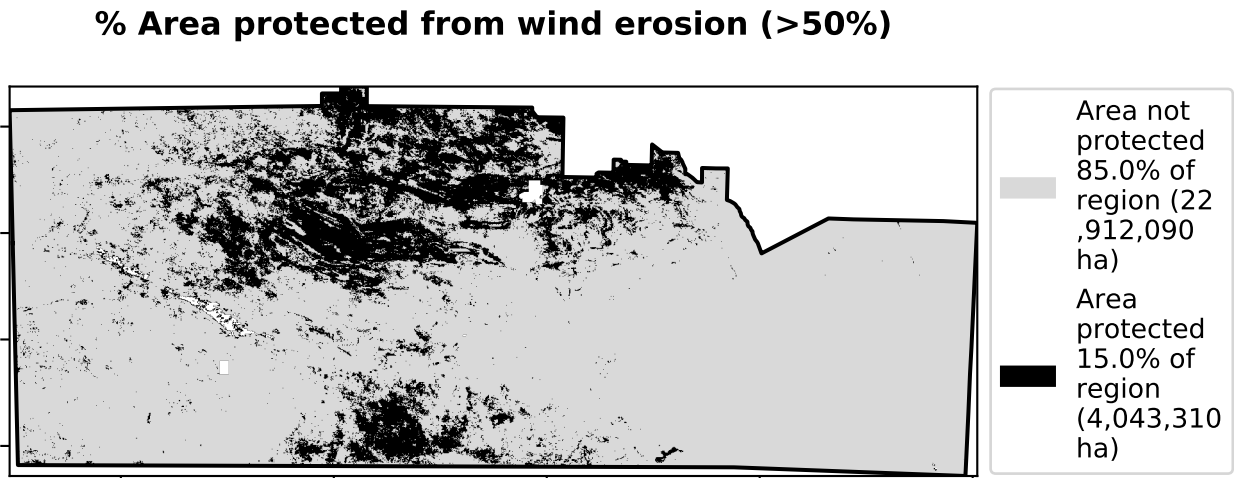 % Area protected from wind erosion (>50%)
Area not
protected
85.0% of
region (22
,912,090
ha)
Area
protected
15.0% of
region
(4,043,310
ha)